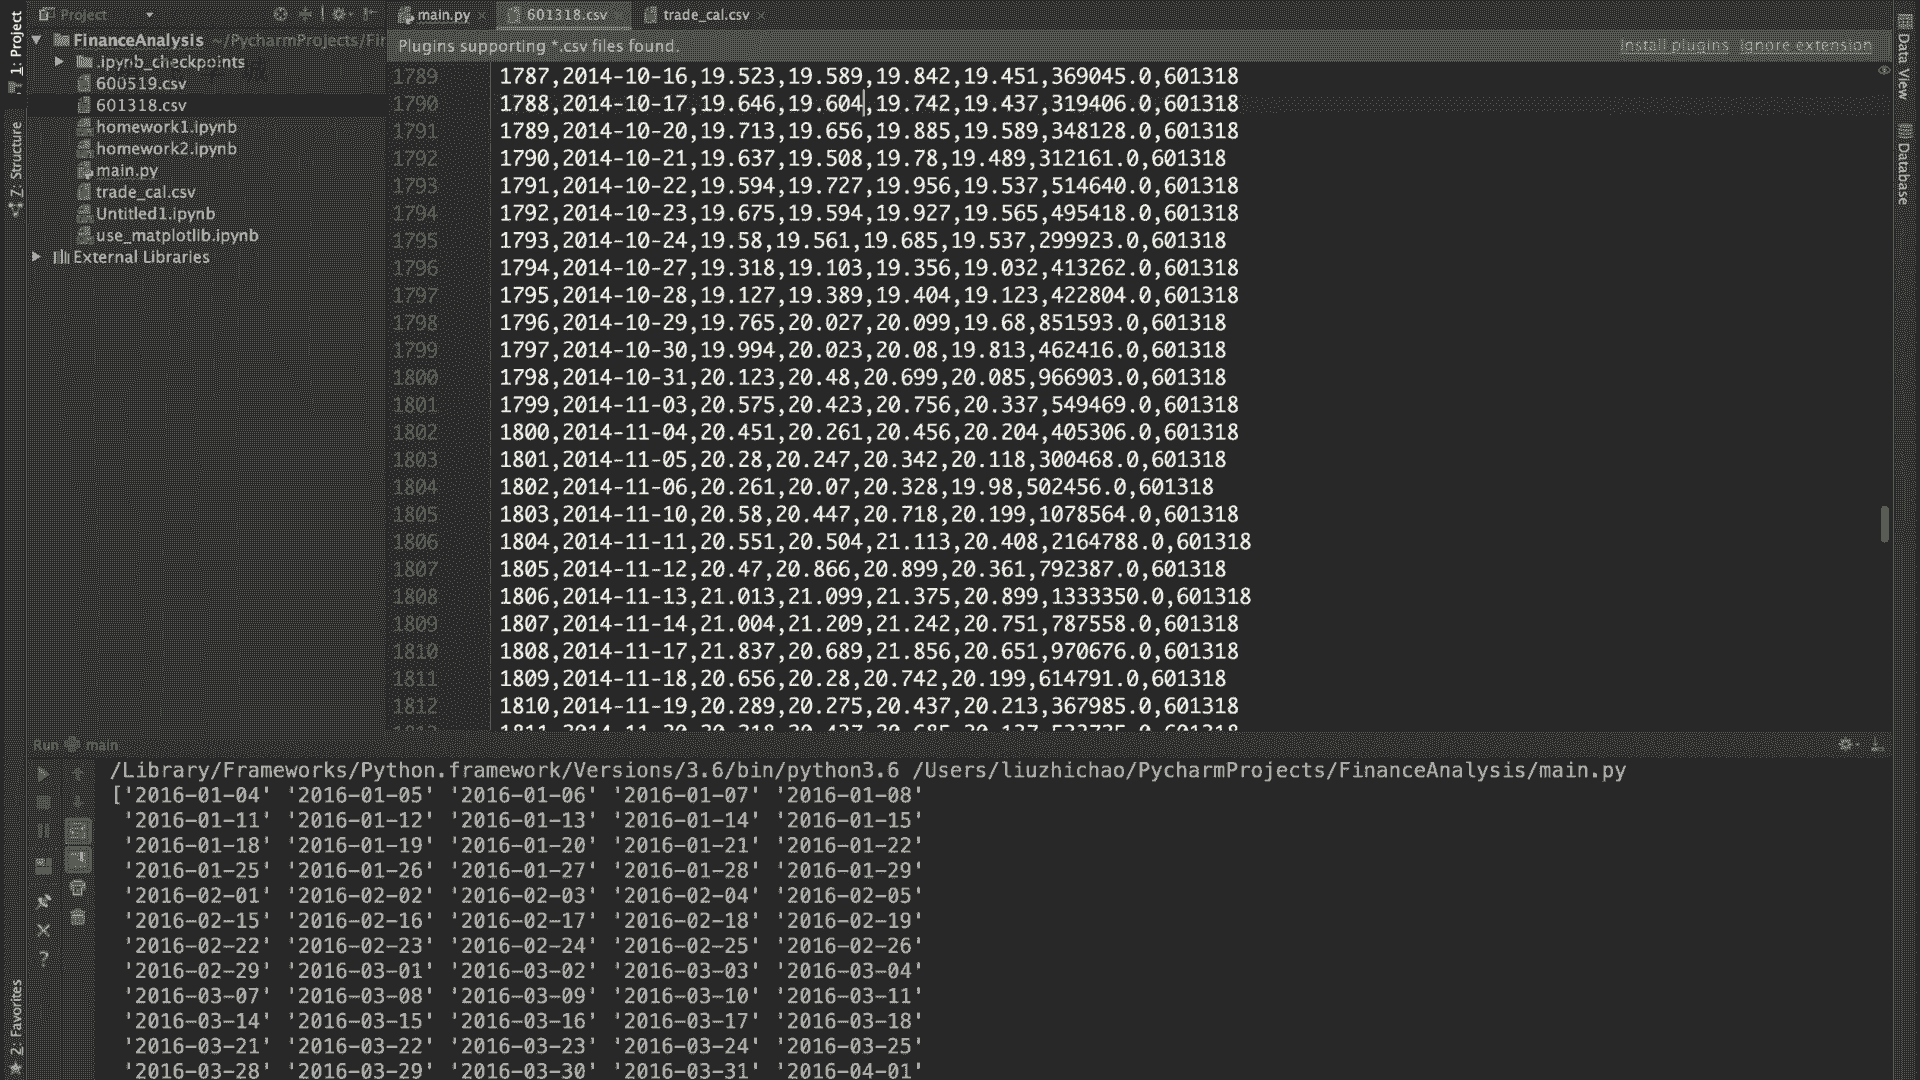 Project
main.py
601318.csv
trade_cal.csv
1: Project
FinanceAnalysis ~/PycharmProjects/Fir
.ipynb_checkpoints
600519.csv
601318.csv
homework1.ipynb
homework2.ipynb
main.py
trade_cal.csv
Untitled1.ipynb
use_matplotlib.ipynb
External Libraries
Z: Structure
2: Favorites
Plugins supporting *.csv files found.
Install plugins Ignore extension
Data View
Database
1789 1787,2014-10-16,19.523,19.589,19.842,19.451,369045.0,601318
1790 1788,2014-10-17,19.646,19.604,19.742,19.437,319406.0,601318
1791 1789,2014-10-20,19.713,19.656,19.885,19.589,348128.0,601318
1792 1790,2014-10-21,19.637,19.508,19.78,19.489,312161.0,601318
1793 1791,2014-10-22,19.594,19.727,19.956,19.537,514640.0,601318
1794 1792,2014-10-23,19.675,19.594,19.927,19.565,495418.0,601318
1795 1793,2014-10-24,19.58,19.561,19.685,19.537,299923.0,601318
1796 1794,2014-10-27,19.318,19.103,19.356,19.032,413262.0,601318
1797 1795,2014-10-28,19.127,19.389,19.404,19.123,422804.0,601318
1798 1796,2014-10-29,19.765,20.027,20.099,19.68,851593.0,601318
1799 1797,2014-10-30,19.994,20.023,20.08,19.813,462416.0,601318
1800 1798,2014-10-31,20.123,20.48,20.699,20.085,966903.0,601318
1801 1799,2014-11-03,20.575,20.423,20.756,20.337,549469.0,601318
1802 1800,2014-11-04,20.451,20.261,20.456,20.204,405306.0,601318
1803 1801,2014-11-05,20.28,20.247,20.342,20.118,300468.0,601318
1804 1802,2014-11-06,20.261,20.07,20.328,19.98,502456.0,601318
1805 1803,2014-11-10,20.58,20.447,20.718,20.199,1078564.0,601318
1806 1804,2014-11-11,20.551,20.504,21.113,20.408,2164788.0,601318
1807 1805,2014-11-12,20.47,20.866,20.899,20.361,792387.0,601318
1808 1806,2014-11-13,21.013,21.099,21.375,20.899,1333350.0,601318
1809 1807,2014-11-14,21.004,21.209,21.242,20.751,787558.0,601318
1810 1808,2014-11-17,21.837,20.689,21.856,20.651,970676.0,601318
1811 1809,2014-11-18,20.656,20.28,20.742,20.199,614791.0,601318
1812 1810,2014-11-19,20.289,20.275,20.437,20.213,367985.0,601318
Run main
/Library/Frameworks/Python.framework/Versions/3.6/bin/python3.6 /Users/liuzhichao/PycharmProjects/FinanceAnalysis/main.py
['2016-01-04' '2016-01-05' '2016-01-06' '2016-01-07' '2016-01-08'
'2016-01-11' '2016-01-12' '2016-01-13' '2016-01-14' '2016-01-15'
'2016-01-18' '2016-01-19' '2016-01-20' '2016-01-21' '2016-01-22'
'2016-01-25' '2016-01-26' '2016-01-27' '2016-01-28' '2016-01-29'
'2016-02-01' '2016-02-02' '2016-02-03' '2016-02-04' '2016-02-05'
'2016-02-15' '2016-02-16' '2016-02-17' '2016-02-18' '2016-02-19'
'2016-02-22' '2016-02-23' '2016-02-24' '2016-02-25' '2016-02-26'
'2016-02-29' '2016-03-01' '2016-03-02' '2016-03-03' '2016-03-04'
'2016-03-07' '2016-03-08' '2016-03-09' '2016-03-10' '2016-03-11'
'2016-03-14' '2016-03-15' '2016-03-16' '2016-03-17' '2016-03-18'
'2016-03-21' '2016-03-22' '2016-03-23' '2016-03-24' '2016-03-25'
'2016-03-28' '2016-03-29' '2016-03-30' '2016-03-31' '2016-04-01'